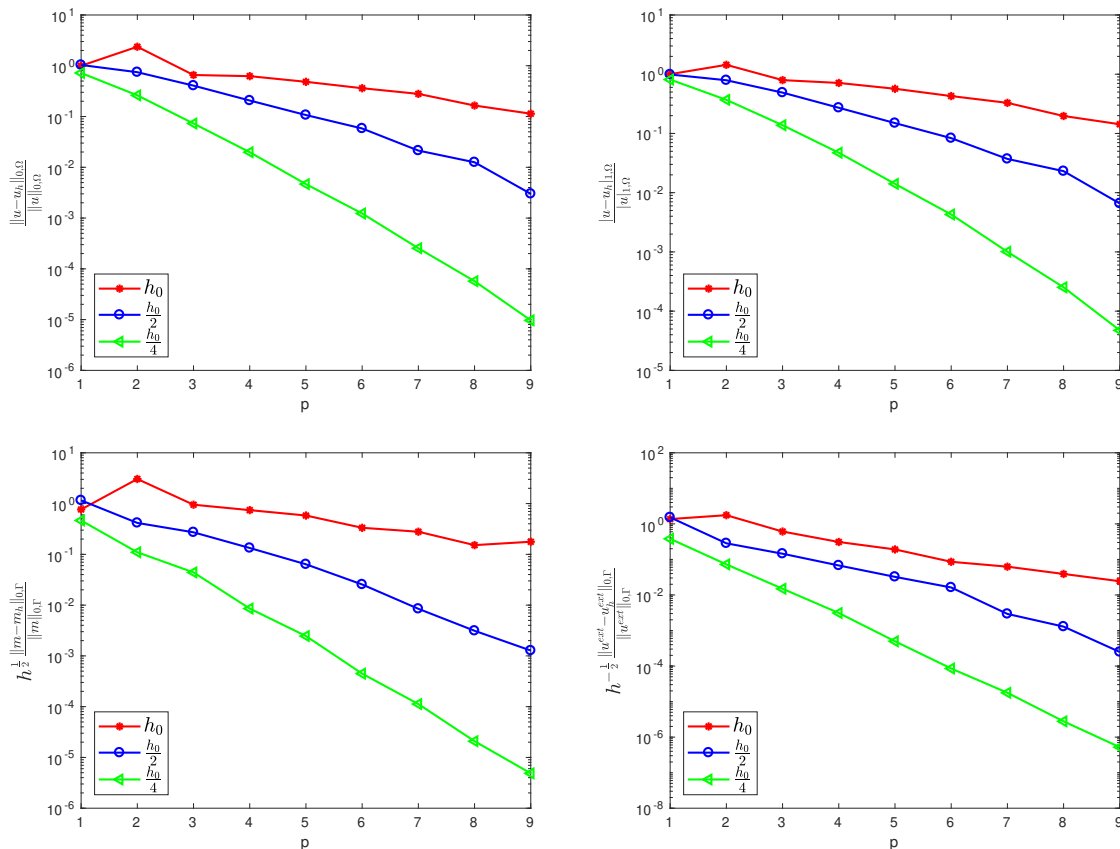 10^1
10^0
10^-1
10^-2
10^-3
10^-4
10^-5
10^-6
1 2 3 4 5 6 7 8 9
p
||u−u_h||_{0,Ω} / ||u||_{0,Ω}
h_0
h_0/2
h_0/4
10^1
10^0
10^-1
10^-2
10^-3
10^-4
10^-5
1 2 3 4 5 6 7 8 9
p
|u−u_h|_{1,Ω} / |u|_{1,Ω}
h_0
h_0/2
h_0/4
10^1
10^0
10^-1
10^-2
10^-3
10^-4
10^-5
10^-6
1 2 3 4 5 6 7 8 9
p
h^{1/2} ||m−m_h||_{0,Γ} / ||m||_{0,Γ}
h_0
h_0/2
h_0/4
10^2
10^0
10^-2
10^-4
10^-6
10^-8
1 2 3 4 5 6 7 8 9
p
h^{−1/2} ||u^{ext}−u_h^{ext}||_{0,Γ} / ||u^{ext}||_{0,Γ}
h_0
h_0/2
h_0/4